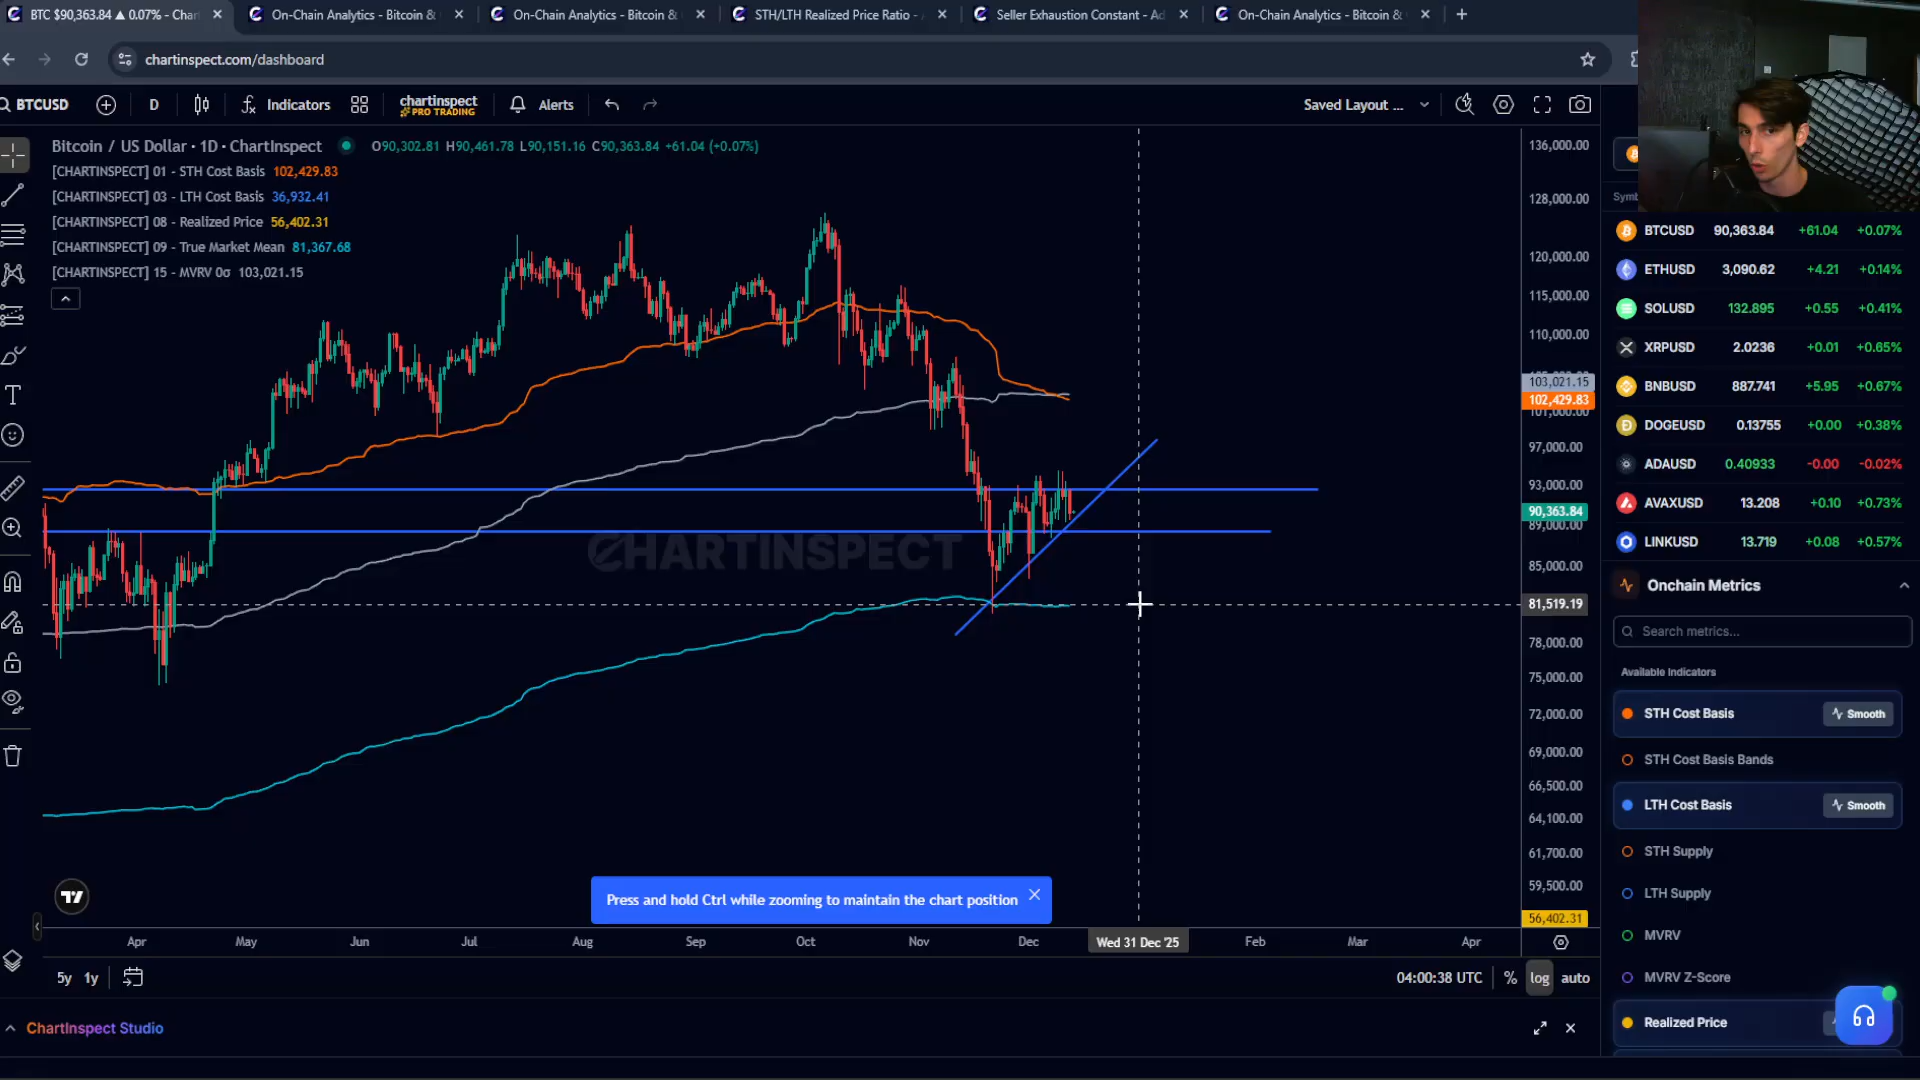 BTC $90,363.84 ▲ 0.07% - Char
On-Chain Analytics - Bitcoin &
On-Chain Analytics - Bitcoin &
STH/LTH Realized Price Ratio -
Seller Exhaustion Constant - Ad
On-Chain Analytics - Bitcoin &
chartinspect.com/dashboard
BTCUSD
D
Indicators
chartinspect
PRO TRADING
Alerts
Saved Layout ...
Bitcoin / US Dollar · 1D · ChartInspect
O90,302.81 H90,461.78 L90,151.16 C90,363.84 +61.04 (+0.07%)
[CHARTINSPECT] 01 - STH Cost Basis 102,429.83
[CHARTINSPECT] 03 - LTH Cost Basis 36,932.41
[CHARTINSPECT] 08 - Realized Price 56,402.31
[CHARTINSPECT] 09 - True Market Mean 81,367.68
[CHARTINSPECT] 15 - MVRV 0σ 103,021.15
CHARTINSPECT
136,000.00
128,000.00
120,000.00
115,000.00
110,000.00
103,021.15
102,429.83
101,000.00
97,000.00
93,000.00
90,363.84
89,000.00
85,000.00
81,519.19
78,000.00
75,000.00
72,000.00
69,000.00
66,500.00
64,100.00
61,700.00
59,500.00
56,402.31
Press and hold Ctrl while zooming to maintain the chart position
Apr May Jun Jul Aug Sep Oct Nov Dec Wed 31 Dec '25 Feb Mar Apr
5y 1y
04:00:38 UTC % log auto
ChartInspect Studio
Symb
BTCUSD 90,363.84 +61.04 +0.07%
ETHUSD 3,090.62 +4.21 +0.14%
SOLUSD 132.895 +0.55 +0.41%
XRPUSD 2.0236 +0.01 +0.65%
BNBUSD 887.741 +5.95 +0.67%
DOGEUSD 0.13755 +0.00 +0.38%
ADAUSD 0.40933 -0.00 -0.02%
AVAXUSD 13.208 +0.10 +0.73%
LINKUSD 13.719 +0.08 +0.57%
Onchain Metrics
Search metrics...
Available Indicators
STH Cost Basis Smooth
STH Cost Basis Bands
LTH Cost Basis Smooth
STH Supply
LTH Supply
MVRV
MVRV Z-Score
Realized Price